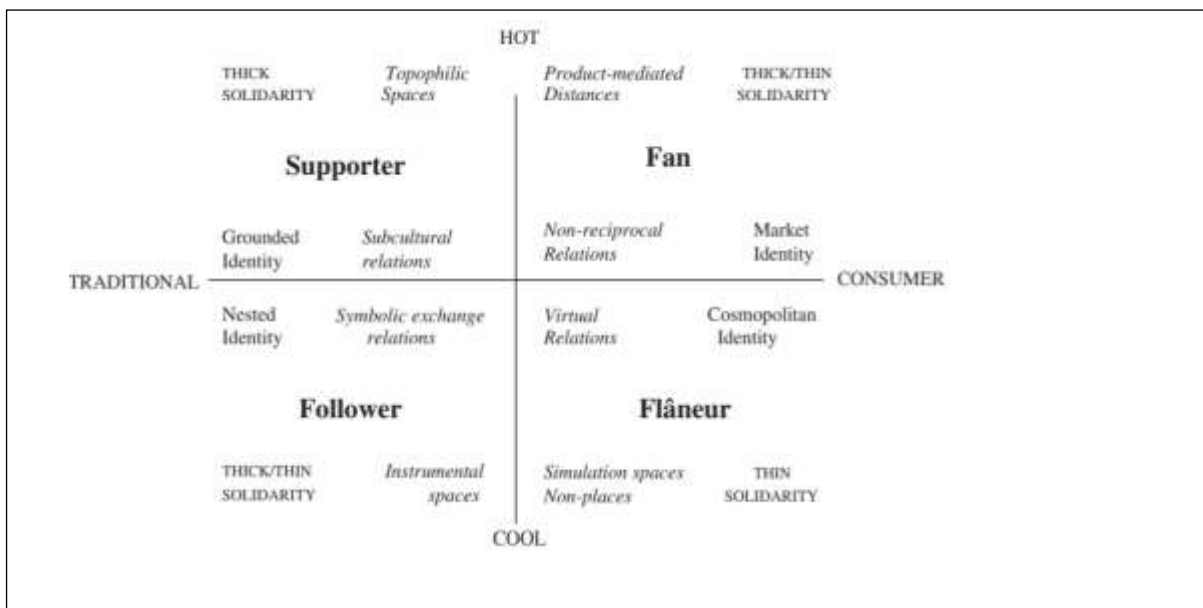 HOT
THICK SOLIDARITY
Topophilic Spaces
Product-mediated Distances
THICK/THIN SOLIDARITY
Supporter
Fan
Grounded Identity
Subcultural relations
Non-reciprocal Relations
Market Identity
TRADITIONAL
CONSUMER
Nested Identity
Symbolic exchange relations
Virtual Relations
Cosmopolitan Identity
Follower
Flâneur
THICK/THIN SOLIDARITY
Instrumental spaces
Simulation spaces Non-places
THIN SOLIDARITY
COOL